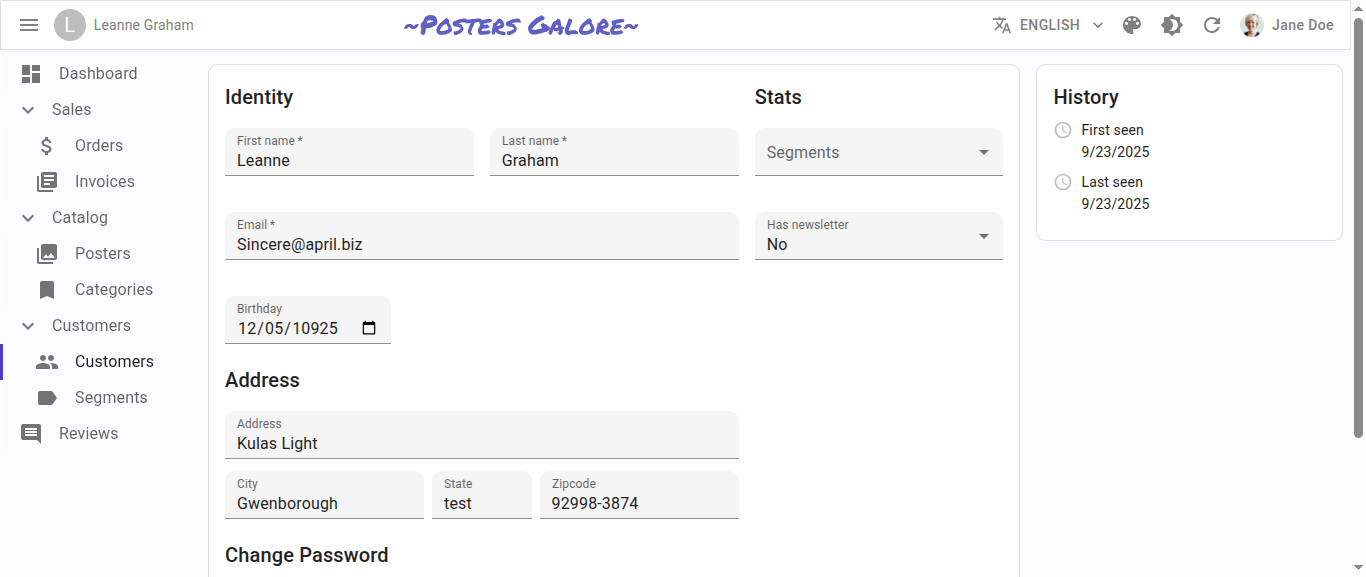 L Leanne Graham
~Posters Galore~
ENGLISH
Jane Doe
Dashboard
Sales
Orders
Invoices
Catalog
Posters
Categories
Customers
Customers
Segments
Reviews
Identity
First name *
Leanne
Last name *
Graham
Email *
Sincere@april.biz
Birthday
12/05/10925
Stats
Segments
Has newsletter
No
Address
Address
Kulas Light
City
Gwenborough
State
test
Zipcode
92998-3874
Change Password
History
First seen
9/23/2025
Last seen
9/23/2025